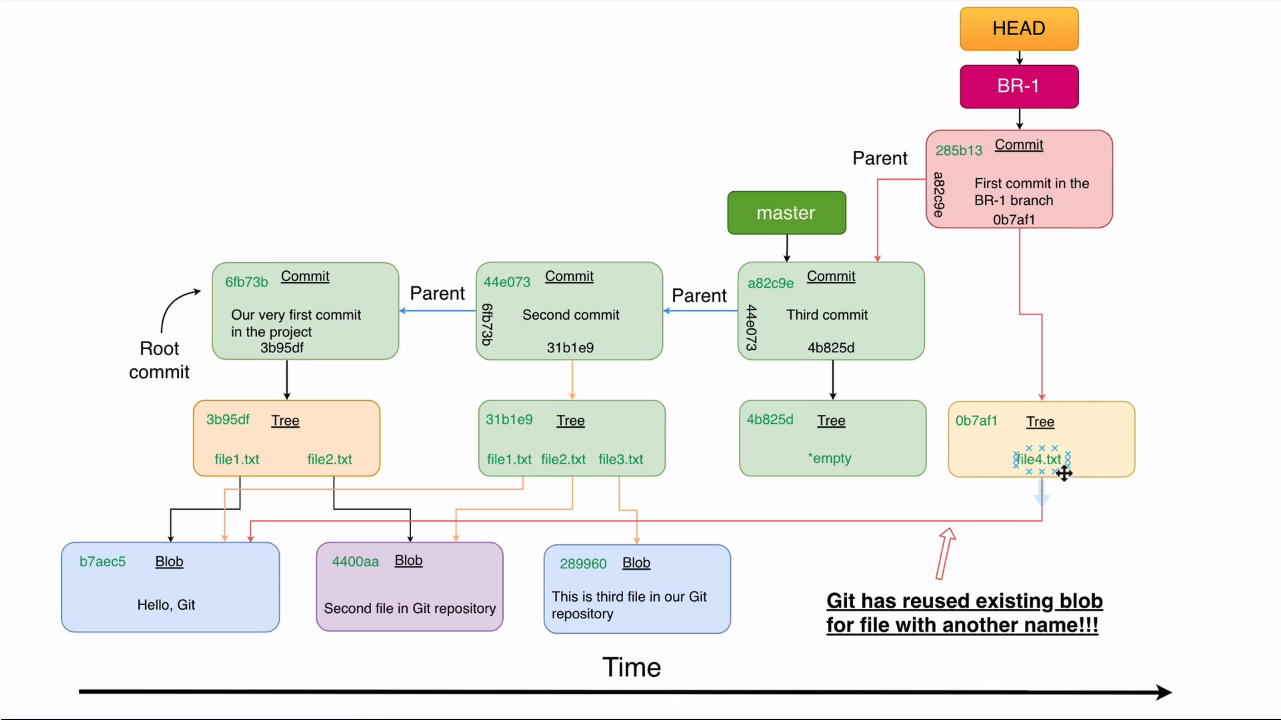 HEAD
BR-1
285b13 Commit
a82c9e
First commit in the
BR-1 branch
0b7af1
Parent
master
6fb73b Commit
Our very first commit
in the project
3b95df
Parent
44e073 Commit
6fb73b
Second commit
31b1e9
Parent
a82c9e Commit
44e073
Third commit
4b825d
Root
commit
3b95df Tree
file1.txt file2.txt
31b1e9 Tree
file1.txt file2.txt file3.txt
4b825d Tree
*empty
0b7af1 Tree
file4.txt
b7aec5 Blob
Hello, Git
4400aa Blob
Second file in Git repository
289960 Blob
This is third file in our Git
repository
Git has reused existing blob
for file with another name!!!
Time